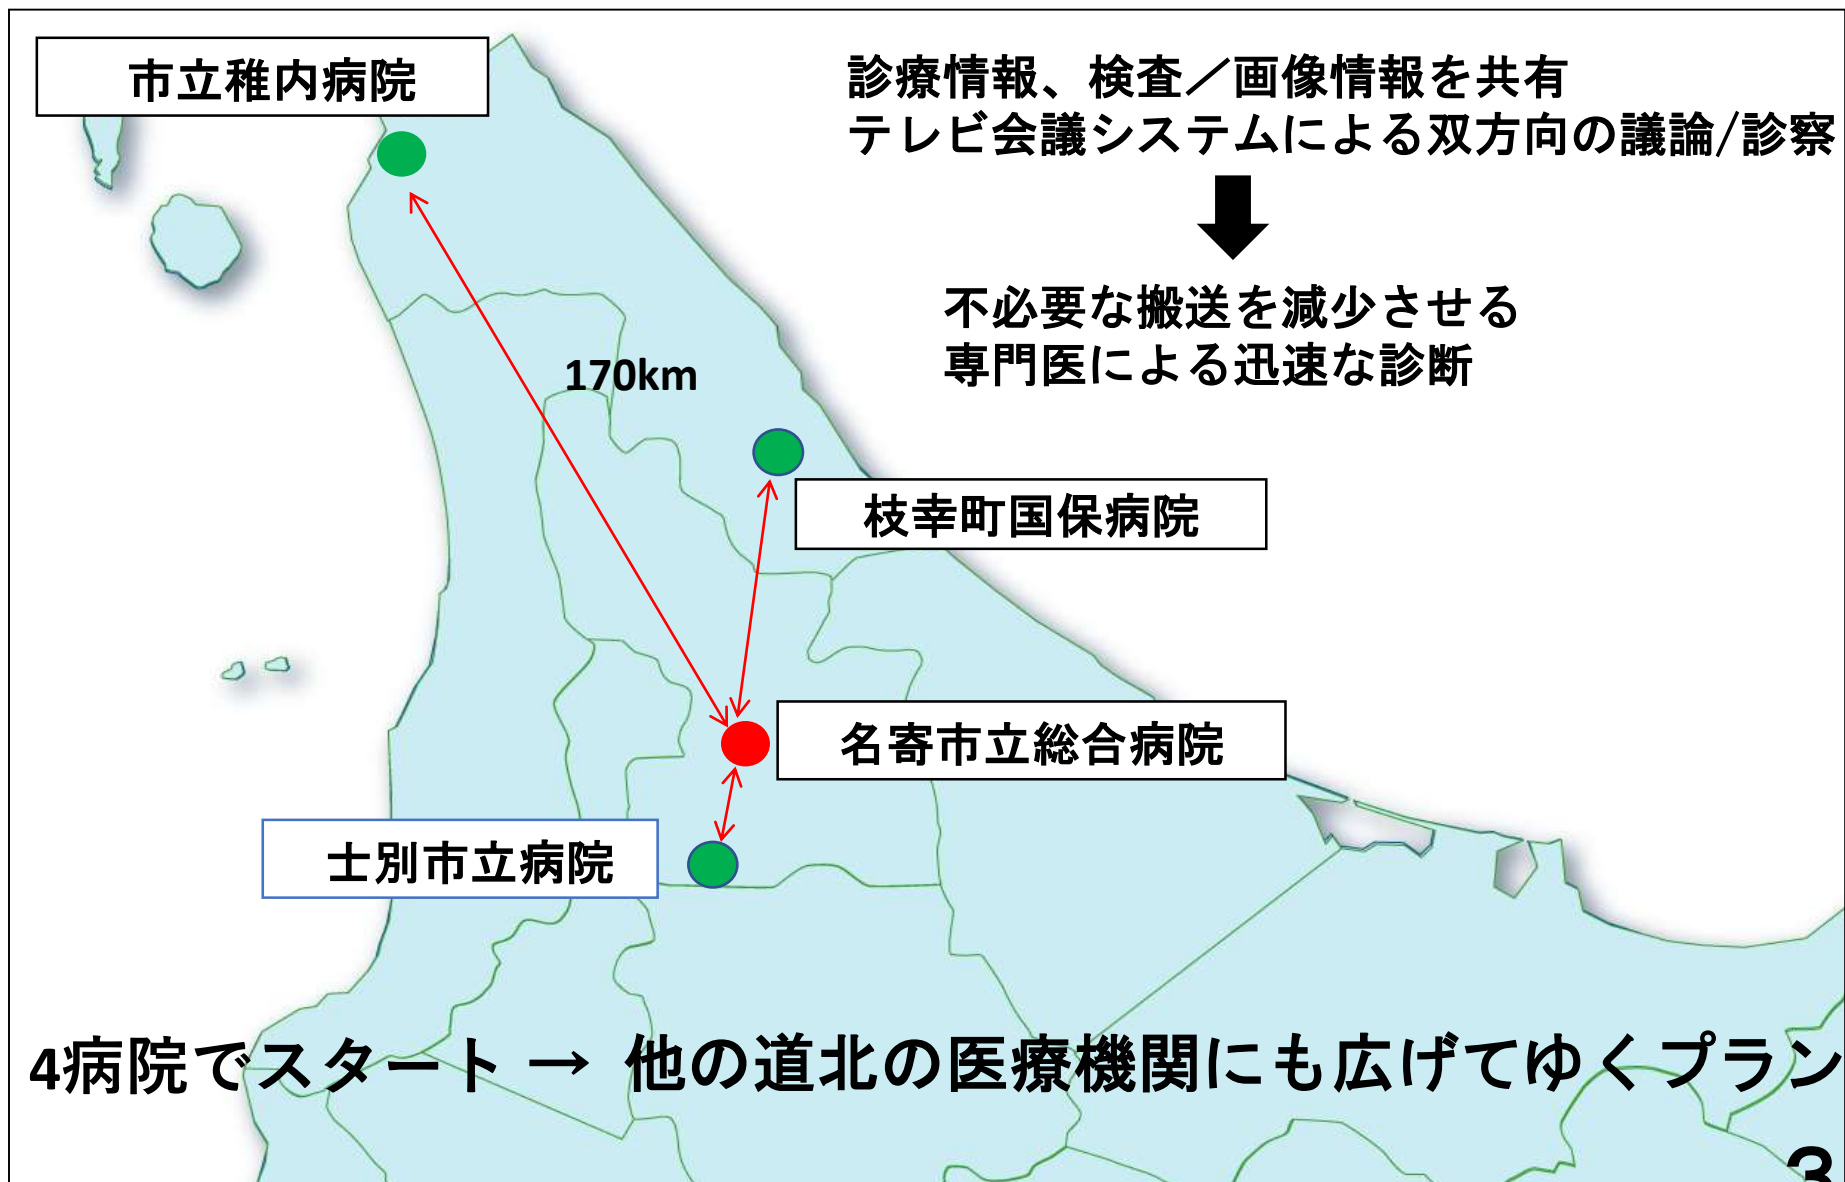 市立稚内病院
診療情報、検査／画像情報を共有
テレビ会議システムによる双方向の議論/診察
不必要な搬送を減少させる
専門医による迅速な診断
170km
枝幸町国保病院
名寄市立総合病院
士別市立病院
4病院でスタート → 他の道北の医療機関にも広げてゆくプラン
3